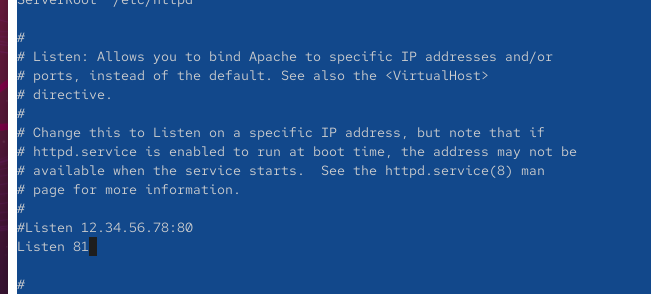 ServerRoot "/etc/httpd"
#
# Listen: Allows you to bind Apache to specific IP addresses and/or
# ports, instead of the default. See also the <VirtualHost>
# directive.
#
# Change this to Listen on a specific IP address, but note that if
# httpd.service is enabled to run at boot time, the address may not be
# available when the service starts.  See the httpd.service(8) man
# page for more information.
#
#Listen 12.34.56.78:80
Listen 81
#